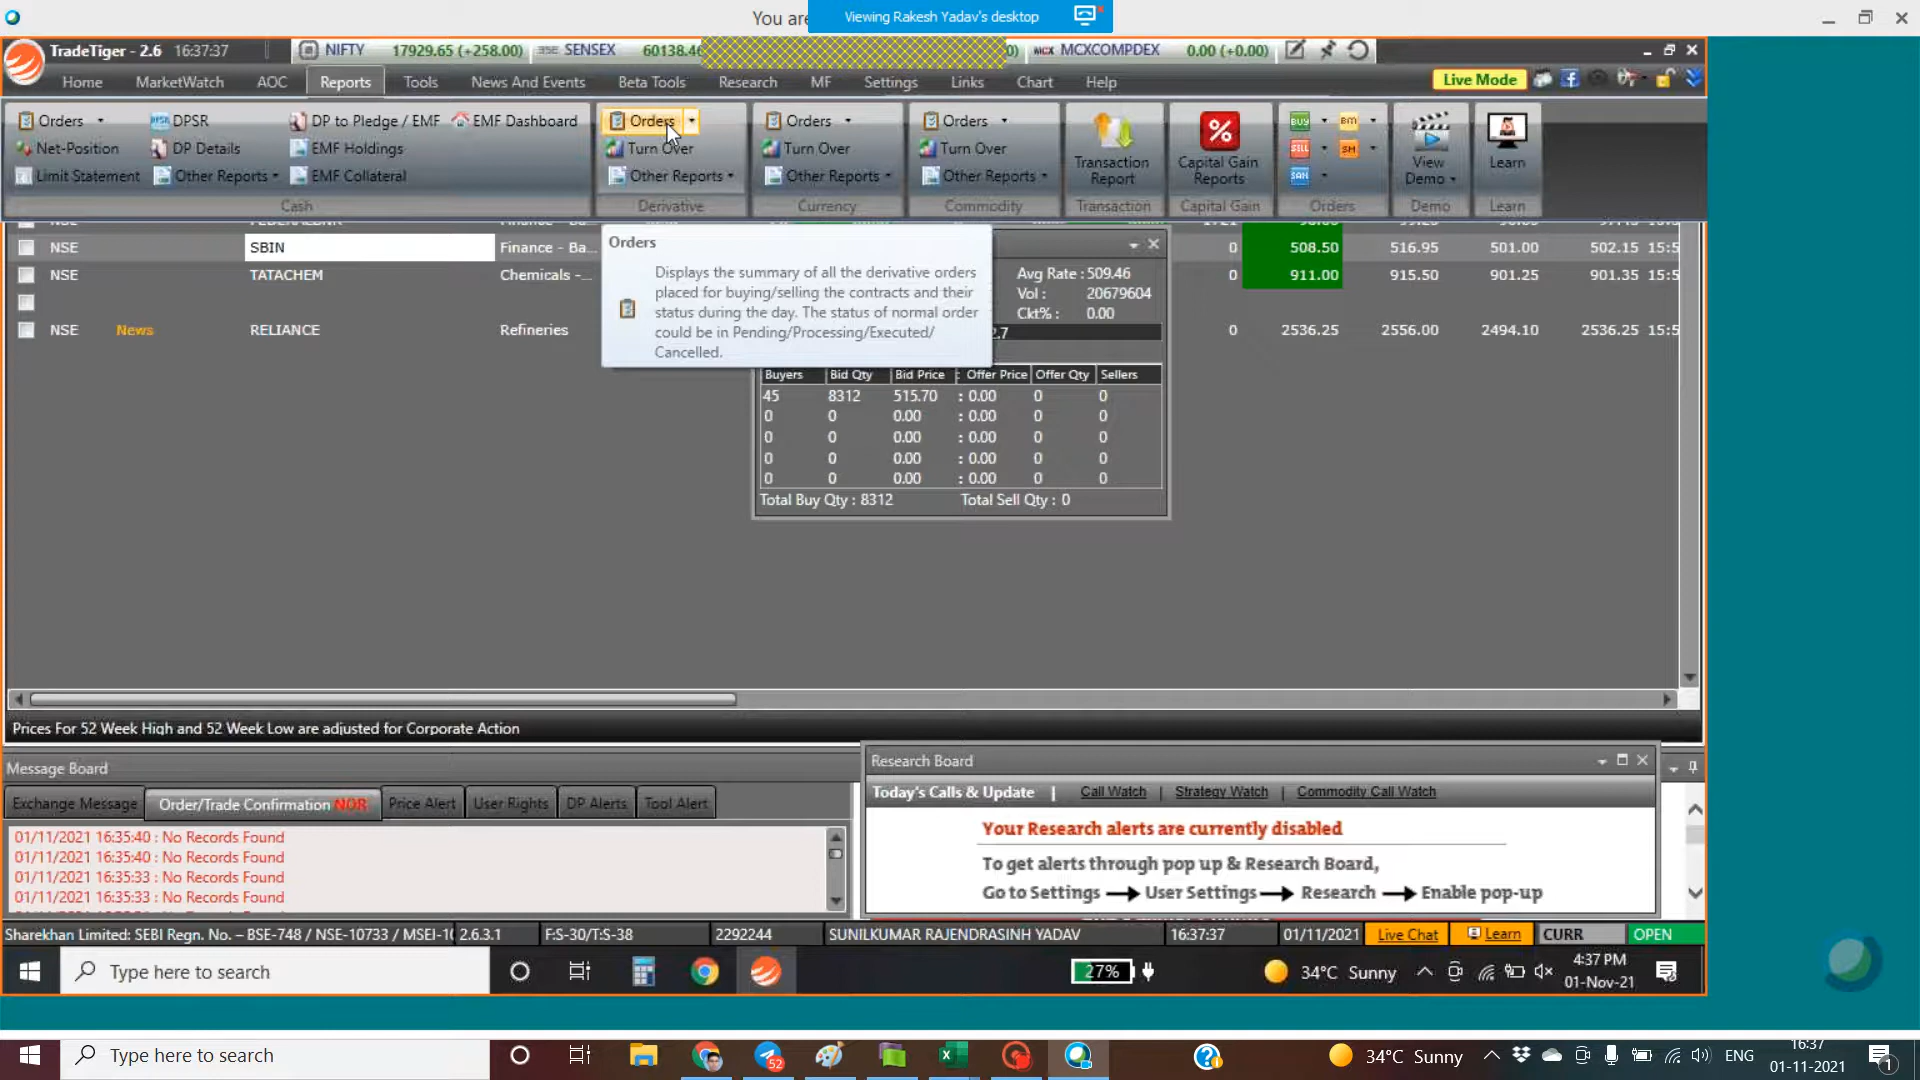 You are
Viewing Rakesh Yadav's desktop
TradeTiger - 2.6 16:37:37
NIFTY 17929.65 (+258.00) BSE SENSEX 60138.46
MCX MCXCOMPDEX 0.00 (+0.00)
Home MarketWatch AOC Reports Tools News And Events Beta Tools Research MF Settings Links Chart Help
Live Mode
Orders DPSR DP to Pledge / EMF EMF Dashboard
Net-Position DP Details EMF Holdings
Limit Statement Other Reports EMF Collateral
Cash
Orders
Turn Over
Other Reports
Derivative
Orders
Turn Over
Other Reports
Currency
Orders
Turn Over
Other Reports
Commodity
Transaction
Report
Transaction
Capital Gain
Reports
Capital Gain
BUY BM
SELL SM
Orders
View
Demo
Demo
Learn
Learn
NSE SBIN Finance - Ba... 0 508.50 516.95 501.00 502.15 15:5
NSE TATACHEM Chemicals -... 0 911.00 915.50 901.25 901.35 15:5
NSE News RELIANCE Refineries 0 2536.25 2556.00 2494.10 2536.25 15:5
Orders
Displays the summary of all the derivative orders
placed for buying/selling the contracts and their
status during the day. The status of normal order
could be in Pending/Processing/Executed/
Cancelled.
Avg Rate : 509.46
Vol : 20679604
Ckt% : 0.00
Buyers Bid Qty Bid Price : Offer Price Offer Qty Sellers
45 8312 515.70 : 0.00 0 0
0 0 0.00 : 0.00 0 0
0 0 0.00 : 0.00 0 0
0 0 0.00 : 0.00 0 0
0 0 0.00 : 0.00 0 0
Total Buy Qty : 8312 Total Sell Qty : 0
Prices For 52 Week High and 52 Week Low are adjusted for Corporate Action
Message Board
Exchange Message Order/Trade Confirmation NOR Price Alert User Rights DP Alerts Tool Alert
01/11/2021 16:35:40 : No Records Found
01/11/2021 16:35:40 : No Records Found
01/11/2021 16:35:33 : No Records Found
01/11/2021 16:35:33 : No Records Found
Research Board
Today's Calls & Update | Call Watch | Strategy Watch | Commodity Call Watch
Your Research alerts are currently disabled
To get alerts through pop up & Research Board,
Go to Settings → User Settings → Research → Enable pop-up
Sharekhan Limited: SEBI Regn. No. – BSE-748 / NSE-10733 / MSEI-10 2.6.3.1 F:S-30/T:S-38 2292244 SUNILKUMAR RAJENDRASINH YADAV 16:37:37 01/11/2021 Live Chat Learn CURR OPEN
Type here to search 27% 34°C Sunny 4:37 PM
01-Nov-21
Type here to search 52 34°C Sunny ENG 16:37
01-11-2021
1